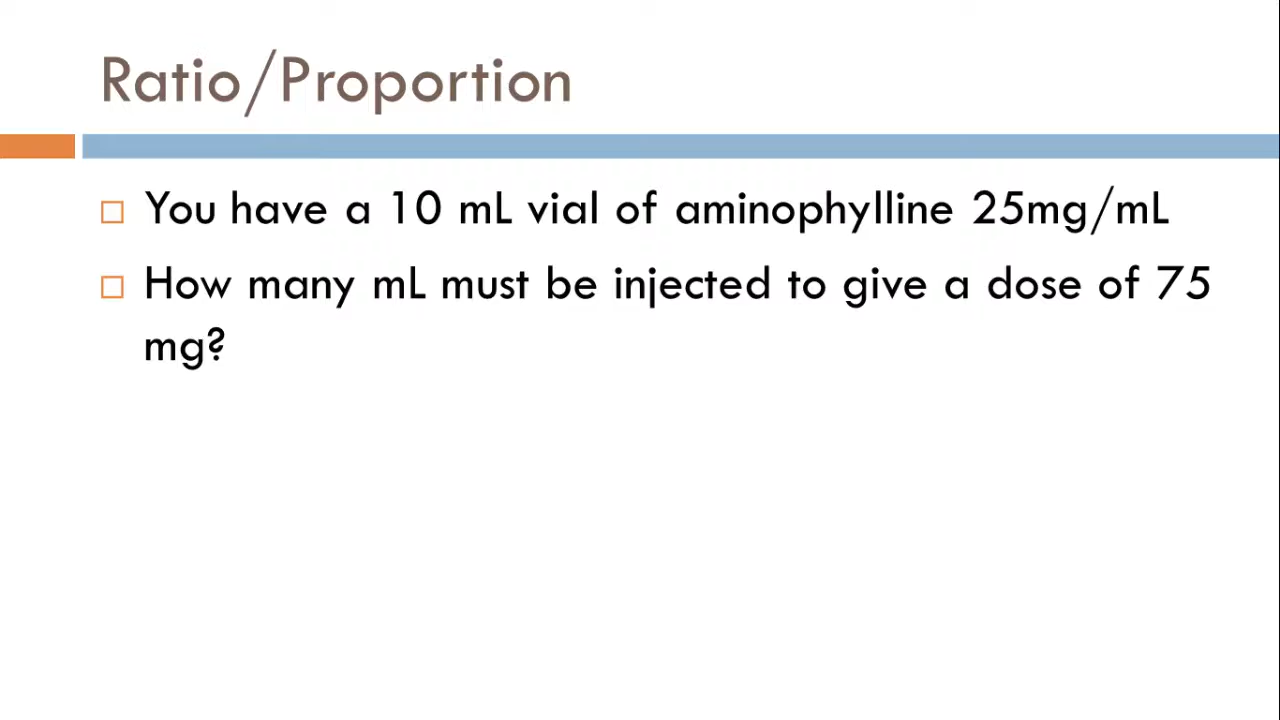 Ratio/Proportion
You have a 10 mL vial of aminophylline 25mg/mL
How many mL must be injected to give a dose of 75
mg?